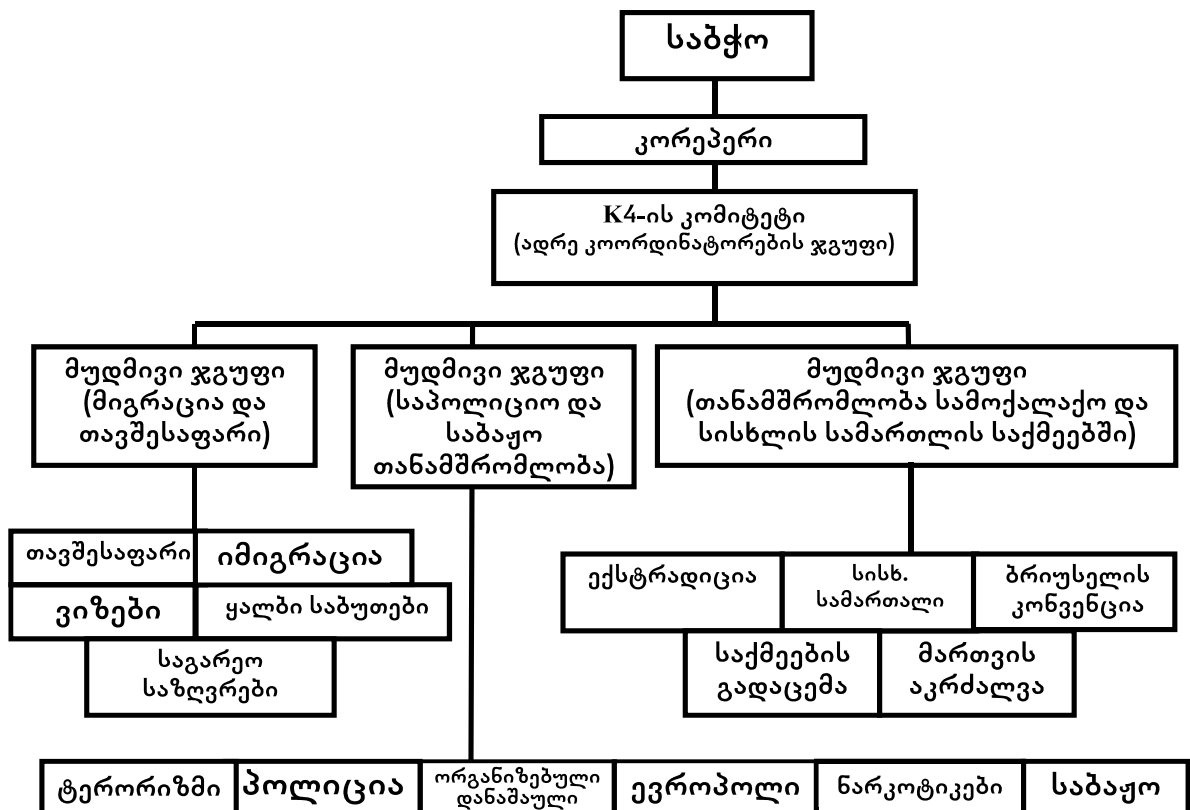 საბჭო
კორეპერი
K4-ის კომიტეტი
(ადრე კოორდინატორების ჯგუფი)
მუდმივი ჯგუფი
(მიგრაცია და
თავშესაფარი)
მუდმივი ჯგუფი
(საპოლიციო და
საბაჟო
თანამშრომლობა)
მუდმივი ჯგუფი
(თანამშრომლობა სამოქალაქო და
სისხლის სამართლის საქმეებში)
თავშესაფარი
იმიგრაცია
ვიზები
ყალბი საბუთები
საგარეო
საზღვრები
ექსტრადიცია
სისხ.
სამართალი
ბრიუსელის
კონვენცია
საქმეების
გადაცემა
მართვის
აკრძალვა
ტერორიზმი
პოლიცია
ორგანიზებული
დანაშაული
ევროპოლი
ნარკოტიკები
საბაჟო